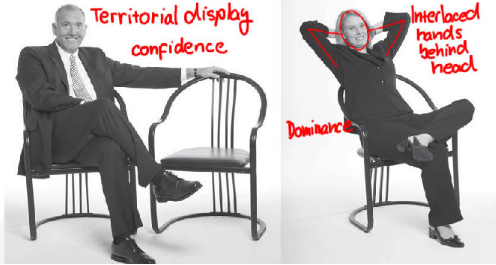 Territorial display
confidence
Interlaced
hands
behind
head
Dominance